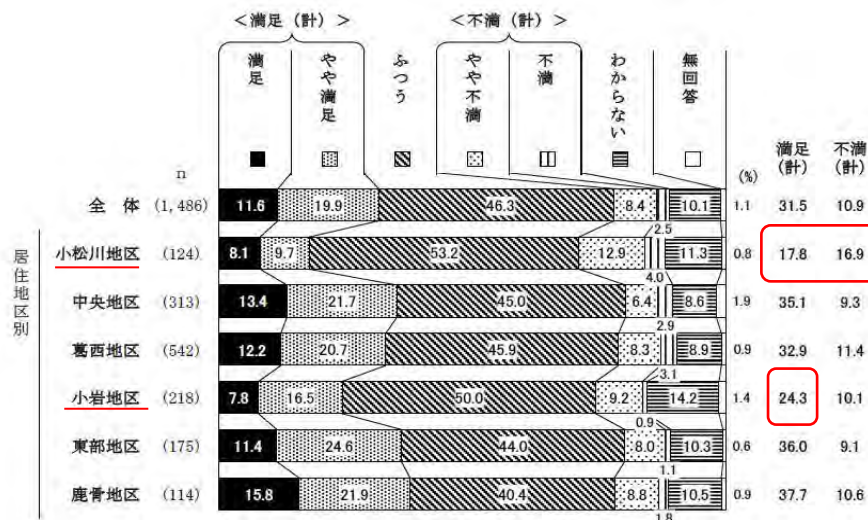 ＜満足（計）＞ ＜不満（計）＞
満足 やや満足 ふつう やや不満 不満 わからない 無回答
n (%) 満足（計） 不満（計）
全　体 (1,486) 11.6 19.9 46.3 8.4 2.5 10.1 1.1 31.5 10.9
居住地区別
小松川地区 (124) 8.1 9.7 53.2 12.9 4.0 11.3 0.8 17.8 16.9
中央地区 (313) 13.4 21.7 45.0 6.4 2.9 8.6 1.9 35.1 9.3
葛西地区 (542) 12.2 20.7 45.9 8.3 3.1 8.9 0.9 32.9 11.4
小岩地区 (218) 7.8 16.5 50.0 9.2 0.9 14.2 1.4 24.3 10.1
東部地区 (175) 11.4 24.6 44.0 8.0 1.1 10.3 0.6 36.0 9.1
鹿骨地区 (114) 15.8 21.9 40.4 8.8 1.8 10.5 0.9 37.7 10.6